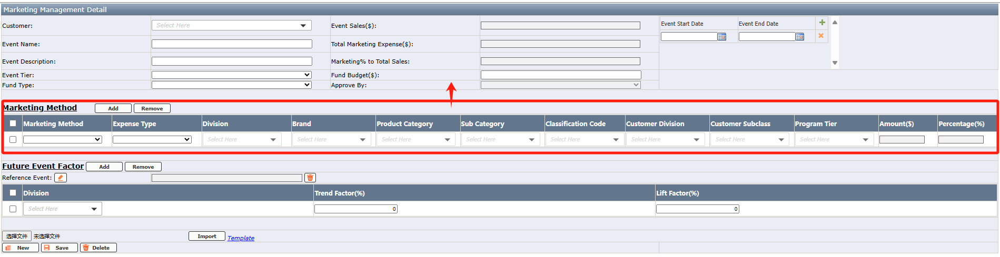 Marketing Management Detail
Customer: Select Here Event Sales($): Event Start Date Event End Date
Event Name: Total Marketing Expense($):
Event Description: Marketing% to Total Sales:
Event Tier: Fund Budget($):
Fund Type: Approve By:
Marketing Method Add Remove
Marketing Method Expense Type Division Brand Product Category Sub Category Classification Code Customer Division Customer Subclass Program Tier Amount($) Percentage(%)
Select Here Select Here Select Here Select Here Select Here Select Here Select Here Select Here
Future Event Factor Add Remove
Reference Event:
Division Trend Factor(%) Lift Factor(%)
Select Here 0 0
选择文件 未选择文件 Import Template
New Save Delete